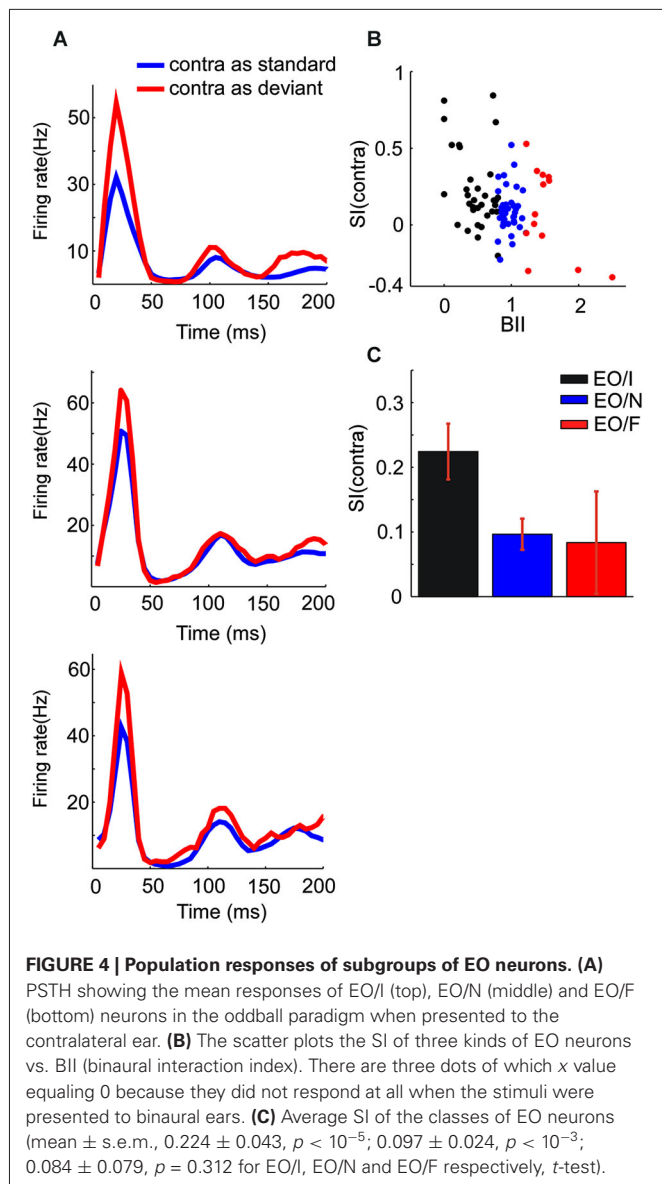 A
contra as standard
contra as deviant
50
30
10
Firing rate(Hz)
0 50 100 150 200
Time (ms)
60
40
20
Firing rate(Hz)
0 50 100 150 200
Time (ms)
60
40
20
Firing rate(Hz)
0 50 100 150 200
Time (ms)
B
1
0.5
0
-0.4
SI(contra)
0 1 2
BII
C
EO/I
EO/N
EO/F
0.3
0.2
0.1
0
SI(contra)
FIGURE 4 | Population responses of subgroups of EO neurons. (A)
PSTH showing the mean responses of EO/I (top), EO/N (middle) and EO/F
(bottom) neurons in the oddball paradigm when presented to the
contralateral ear. (B) The scatter plots the SI of three kinds of EO neurons
vs. BII (binaural interaction index). There are three dots of which x value
equaling 0 because they did not respond at all when the stimuli were
presented to binaural ears. (C) Average SI of the classes of EO neurons
(mean ± s.e.m., 0.224 ± 0.043, p < 10⁻⁵; 0.097 ± 0.024, p < 10⁻³;
0.084 ± 0.079, p = 0.312 for EO/I, EO/N and EO/F respectively, t-test).